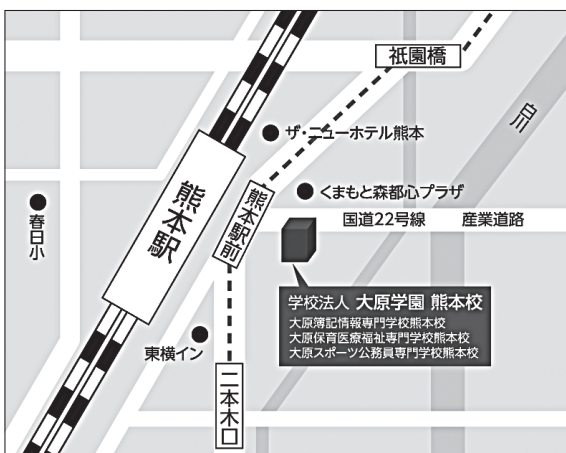 祇園橋
白川
ザ・ニューホテル熊本
くまもと森都心プラザ
熊本駅
熊本駅前
春日小
国道22号線 産業道路
学校法人 大原学園 熊本校
大原簿記情報専門学校熊本校
大原保育医療福祉専門学校熊本校
大原スポーツ公務員専門学校熊本校
東横イン
二本木口